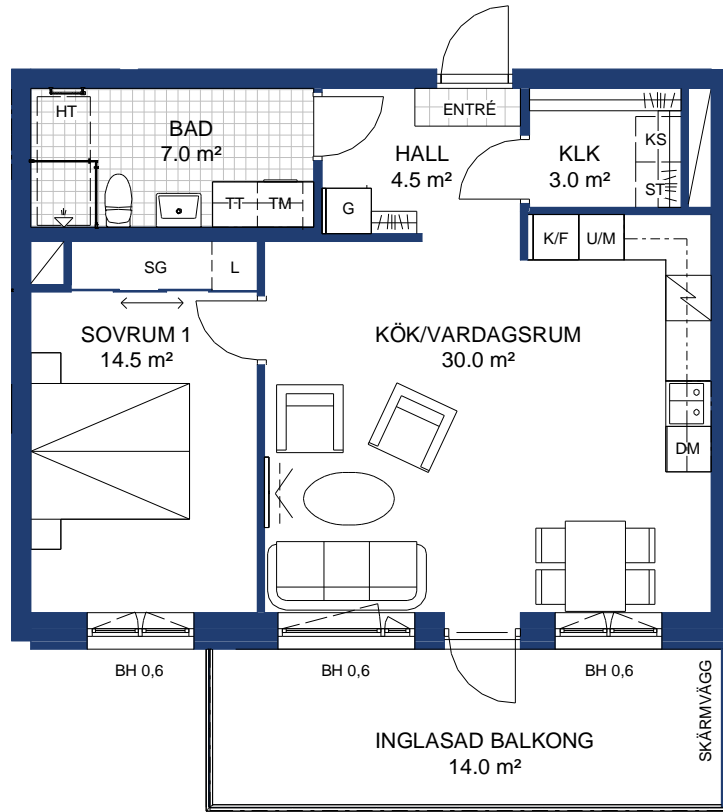 HT
BAD
7.0 m²
TT
TM
ENTRÉ
HALL
4.5 m²
G
KLK
3.0 m²
KS
ST
SG
L
K/F
U/M
SOVRUM 1
14.5 m²
KÖK/VARDAGSRUM
30.0 m²
DM
BH 0,6
BH 0,6
BH 0,6
SKÄRMVÄGG
INGLASAD BALKONG
14.0 m²